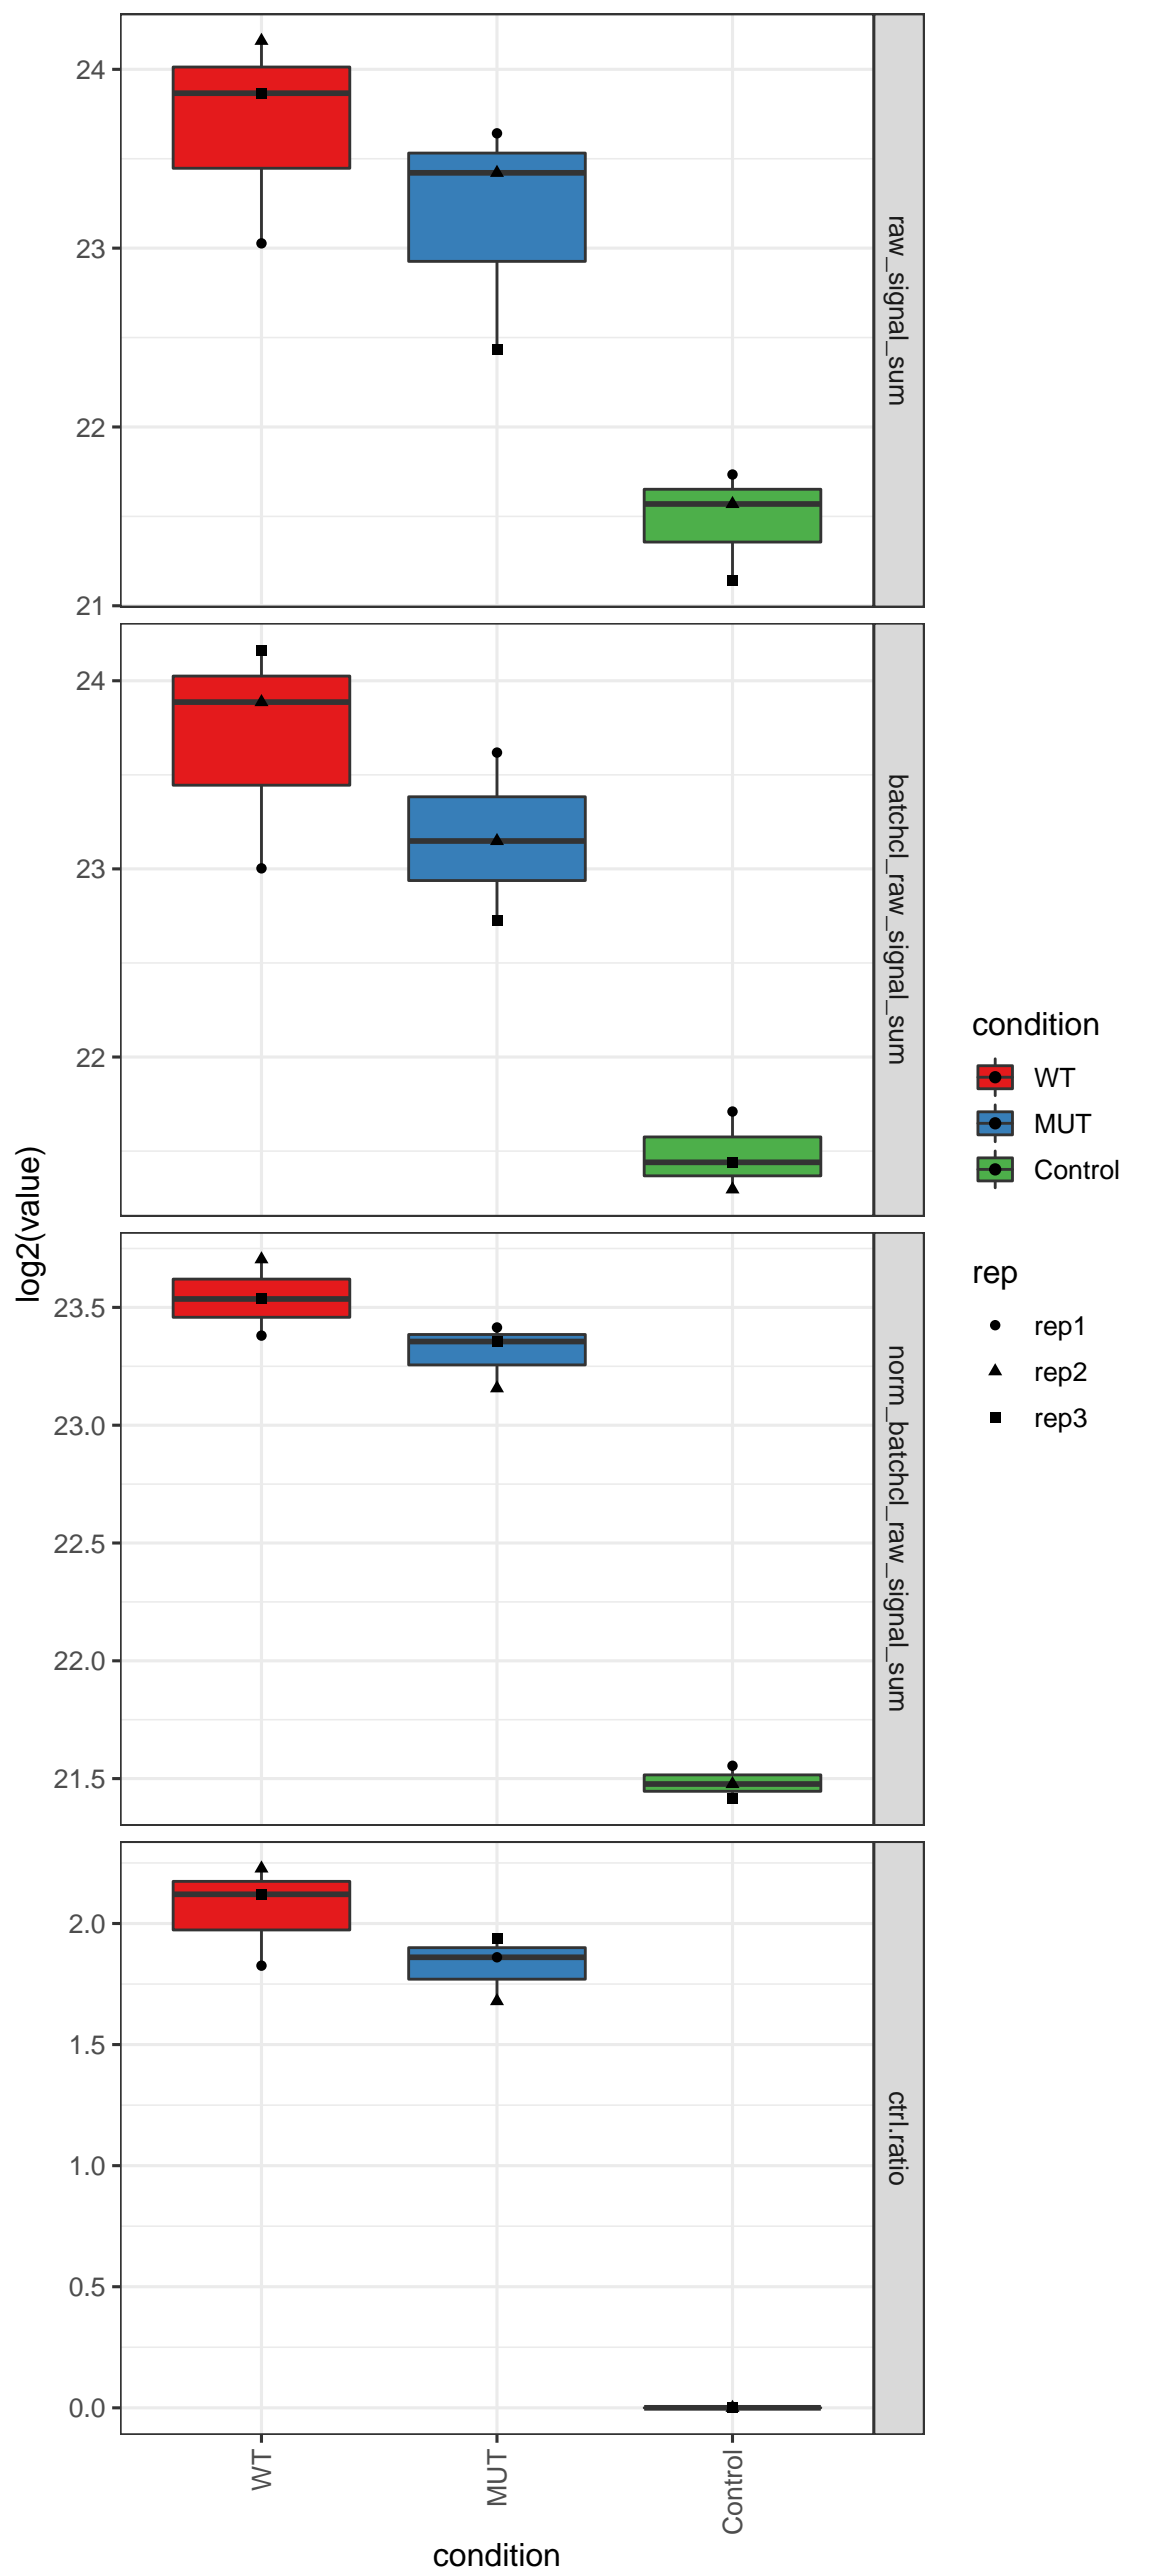 log2(value)
24
23
22
21
raw_signal_sum
24
23
22
batchcl_raw_signal_sum
23.5
23.0
22.5
22.0
21.5
norm_batchcl_raw_signal_sum
2.0
1.5
1.0
0.5
0.0
ctrl.ratio
WT
MUT
Control
condition
condition
WT
MUT
Control
rep
rep1
rep2
rep3